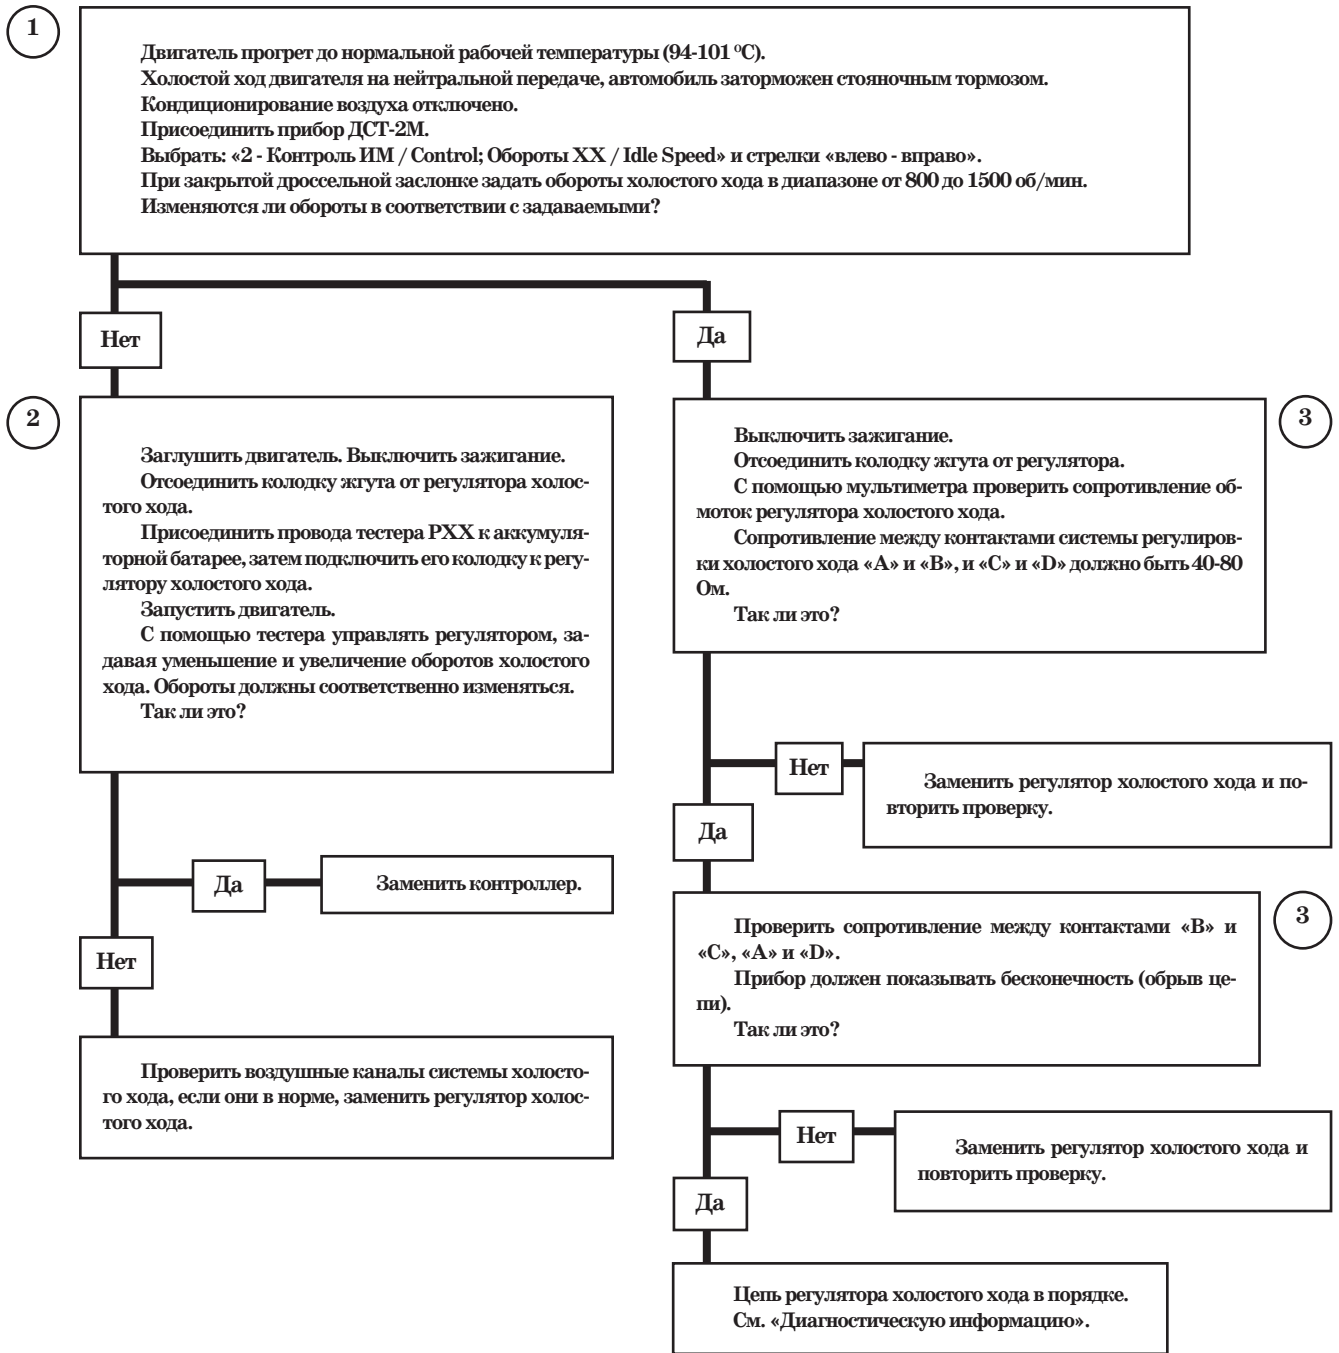 1
Двигатель прогрет до нормальной рабочей температуры (94-101 °С).
Холостой ход двигателя на нейтральной передаче, автомобиль заторможен стояночным тормозом.
Кондиционирование воздуха отключено.
Присоединить прибор ДСТ-2М.
Выбрать: «2 - Контроль ИМ / Control; Обороты ХХ / Idle Speed» и стрелки «влево - вправо».
При закрытой дроссельной заслонке задать обороты холостого хода в диапазоне от 800 до 1500 об/мин.
Изменяются ли обороты в соответствии с задаваемыми?
Нет
Да
2
Заглушить двигатель. Выключить зажигание.
Отсоединить колодку жгута от регулятора холос-
того хода.
Присоединить провода тестера РХХ к аккумуля-
торной батарее, затем подключить его колодку к регу-
лятору холостого хода.
Запустить двигатель.
С помощью тестера управлять регулятором, за-
давая уменьшение и увеличение оборотов холостого
хода. Обороты должны соответственно изменяться.
Так ли это?
3
Выключить зажигание.
Отсоединить колодку жгута от регулятора.
С помощью мультиметра проверить сопротивление об-
моток регулятора холостого хода.
Сопротивление между контактами системы регулиров-
ки холостого хода «А» и «В», и «С» и «D» должно быть 40-80
Ом.
Так ли это?
Нет
Заменить регулятор холостого хода и по-
вторить проверку.
Да
Да
Заменить контроллер.
Нет
Проверить воздушные каналы системы холосто-
го хода, если они в норме, заменить регулятор холос-
того хода.
3
Проверить сопротивление между контактами «В» и
«С», «А» и «D».
Прибор должен показывать бесконечность (обрыв це-
пи).
Так ли это?
Нет
Заменить регулятор холостого хода и
повторить проверку.
Да
Цепь регулятора холостого хода в порядке.
См. «Диагностическую информацию».